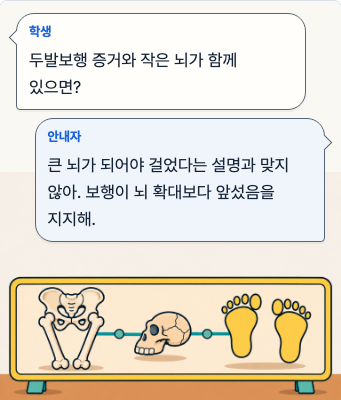 학생
두발보행 증거와 작은 뇌가 함께
있으면?
안내자
큰 뇌가 되어야 걸었다는 설명과 맞지
않아. 보행이 뇌 확대보다 앞섰음을
지지해.